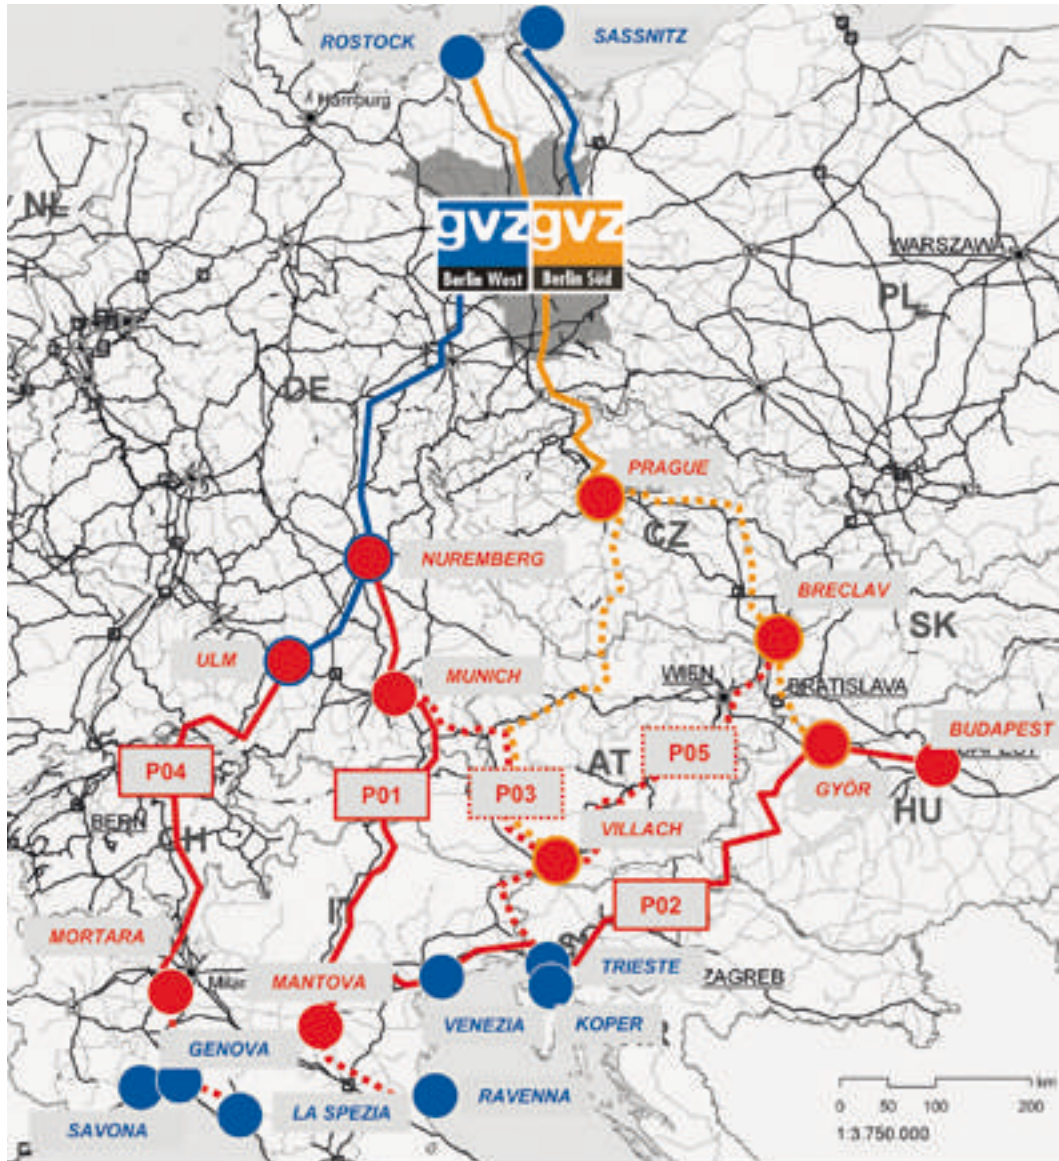 SASSNITZ
ROSTOCK
Hamburg
NL
gvz gvz
Berlin West Berlin Süd
WARSZAWA
PL
DE
PRAGUE
CZ
NUREMBERG
BRECLAV
SK
ULM
MUNICH
WIEN
BRATISLAVA
BUDAPEST
P04
P01
P03
AT
P05
GYÖR
HU
BERN
CH
VILLACH
P02
MORTARA
TRIESTE
ZAGREB
MANTOVA
VENEZIA
KOPER
GENOVA
RAVENNA
LA SPEZIA
SAVONA
km
0 50 100 200
1:3.750.000